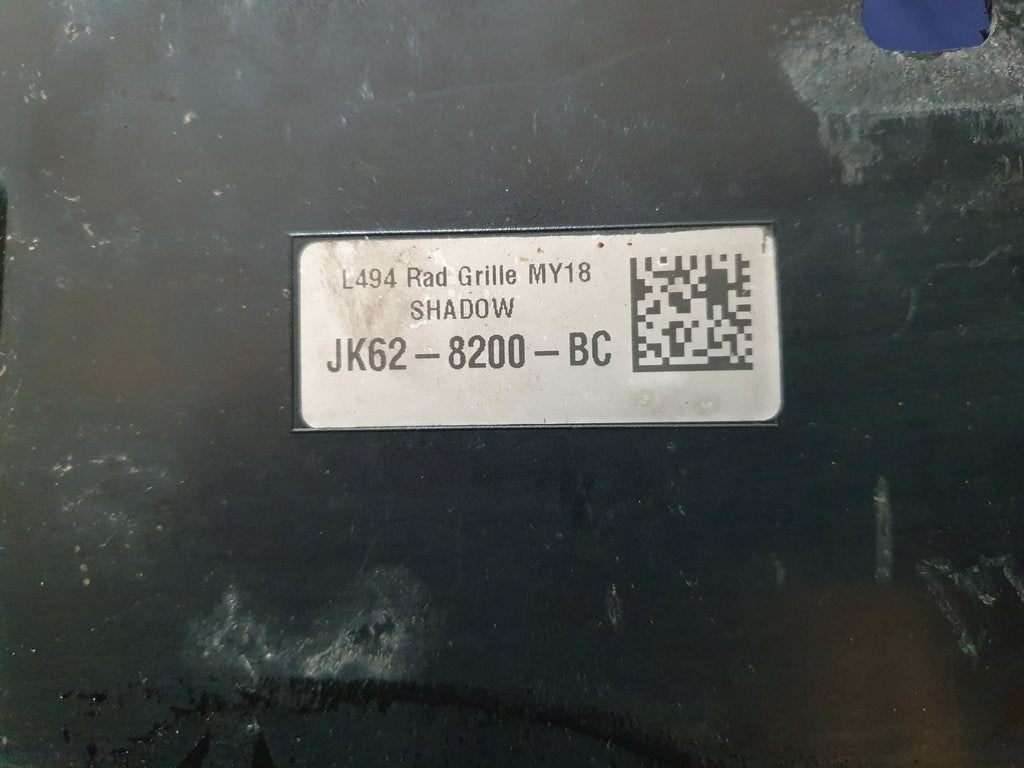 L494 Rad Grille MY18
SHADOW
JK62-8200-BC